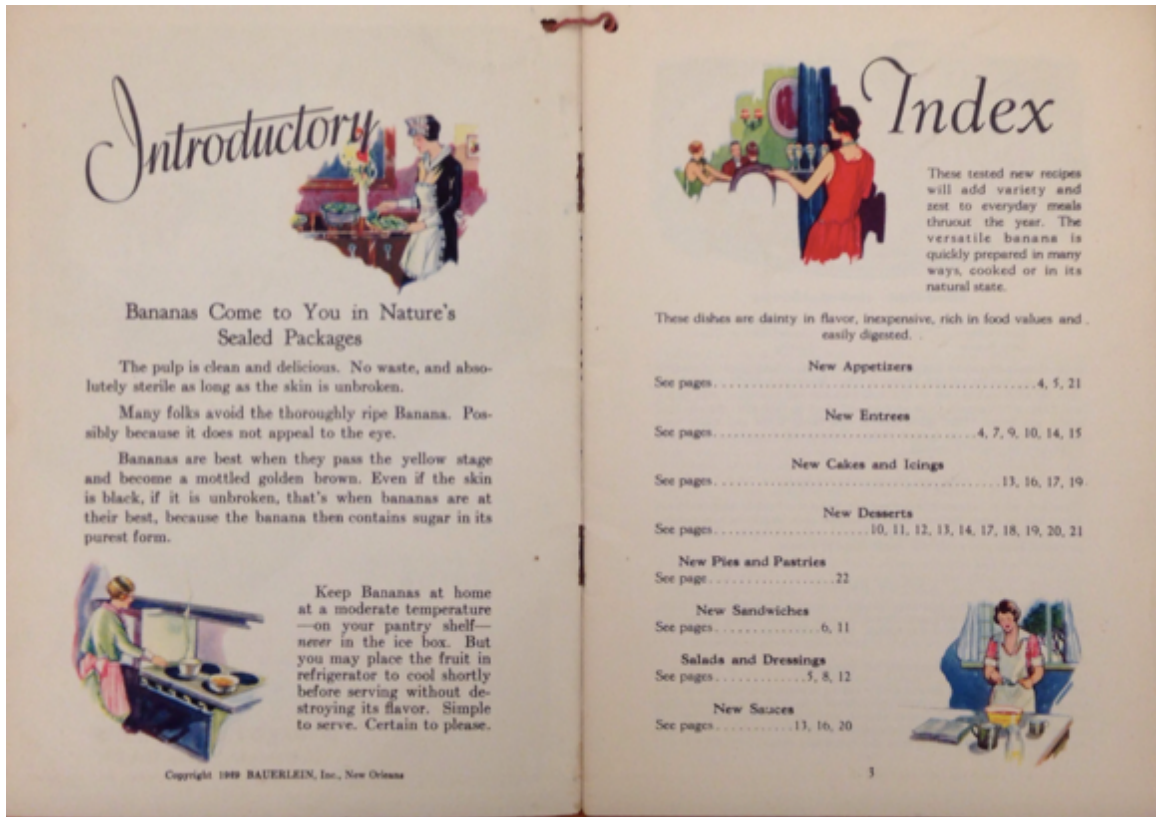 Introductory
Bananas Come to You in Nature's
Sealed Packages
The pulp is clean and delicious. No waste, and abso-
lutely sterile as long as the skin is unbroken.
Many folks avoid the thoroughly ripe Banana. Pos-
sibly because it does not appeal to the eye.
Bananas are best when they pass the yellow stage
and become a mottled golden brown. Even if the skin
is black, if it is unbroken, that's when bananas are at
their best, because the banana then contains sugar in its
purest form.
Keep Bananas at home
at a moderate temperature
—on your pantry shelf—
never in the ice box. But
you may place the fruit in
refrigerator to cool shortly
before serving without de-
stroying its flavor. Simple
to serve. Certain to please.
Copyright 1949 BAUERLEIN, Inc., New Orleans
Index
These tested new recipes
will add variety and
zest to everyday meals
thruout the year. The
versatile banana is
quickly prepared in many
ways, cooked or in its
natural state.
These dishes are dainty in flavor, inexpensive, rich in food values and
easily digested.
New Appetizers
See pages....................................................4, 5, 21
New Entrees
See pages..........................................4, 7, 9, 10, 14, 15
New Cakes and Icings
See pages..............................................13, 16, 17, 19
New Desserts
See pages.......................10, 11, 12, 13, 14, 17, 18, 19, 20, 21
New Pies and Pastries
See page...................22
New Sandwiches
See pages................6, 11
Salads and Dressings
See pages..............5, 8, 12
New Sauces
See pages............13, 16, 20
3